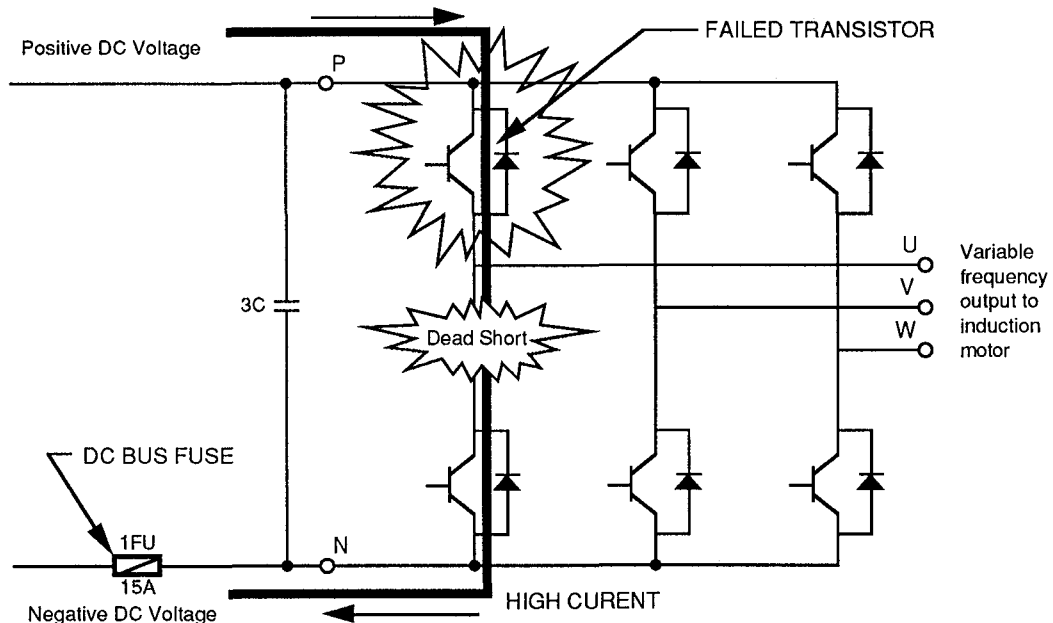 FAILED TRANSISTOR
Positive DC Voltage
P
U
V
W
Variable
frequency
output to
induction
motor
3C
Dead Short
DC BUS FUSE
1FU
15A
N
Negative DC Voltage
HIGH CURENT